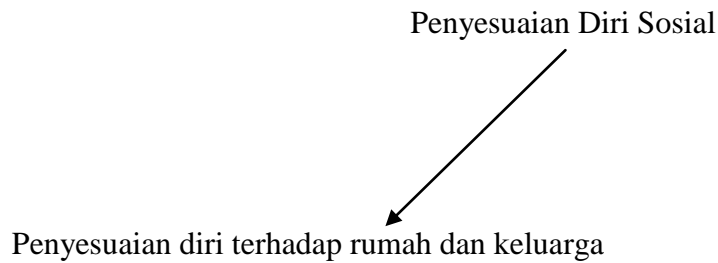 Penyesuaian Diri Sosial
Penyesuaian diri terhadap rumah dan keluarga